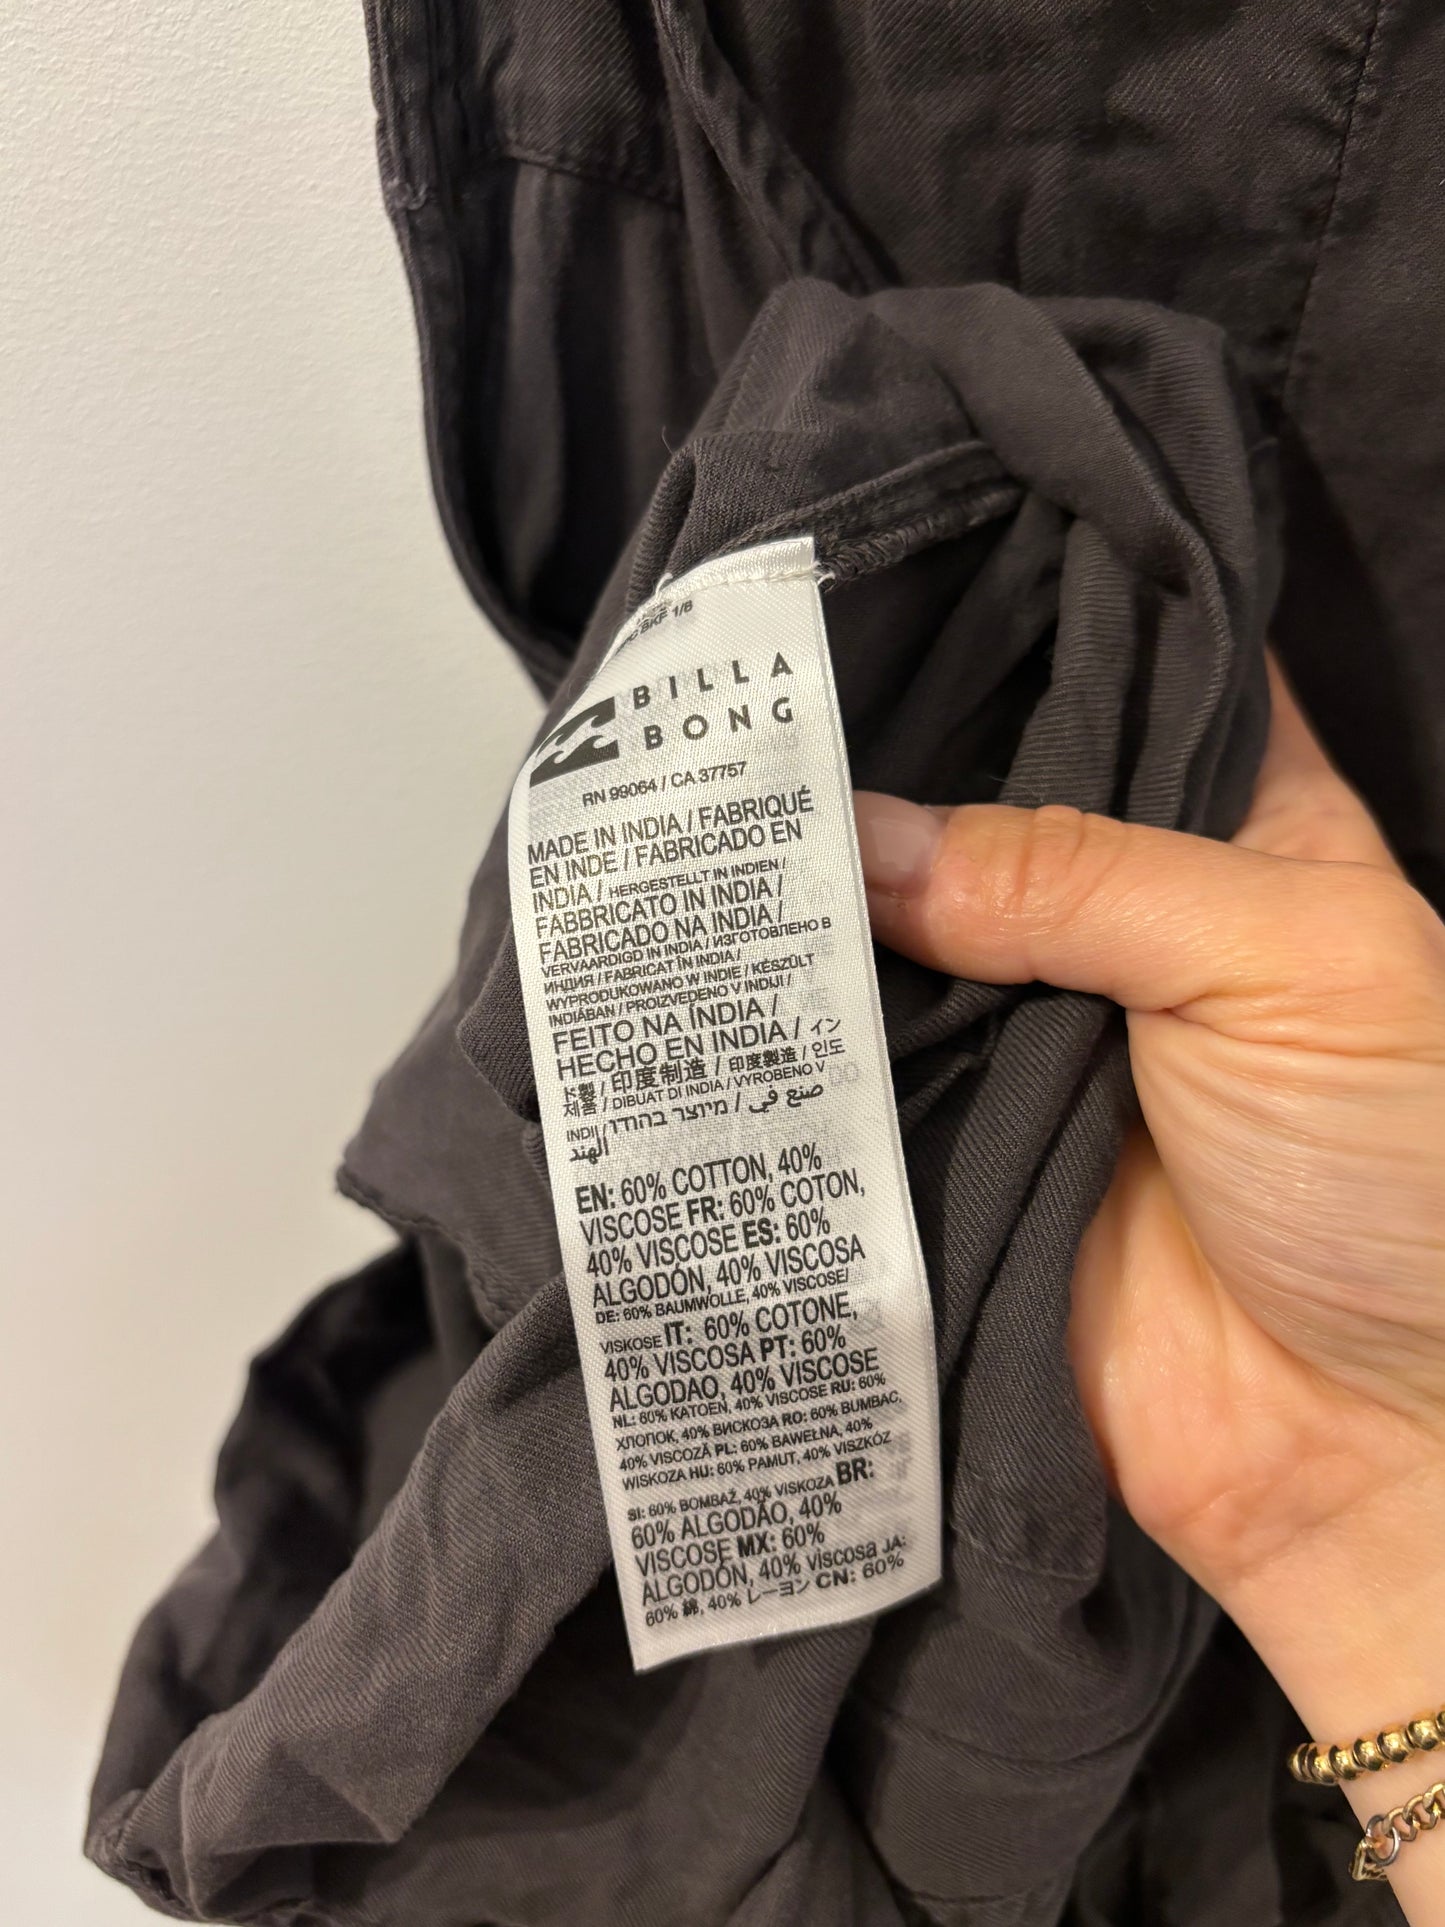 BKF 1/8
BILLA
BONG
RN 99064 / CA 37757
MADE IN INDIA / FABRIQUÉ
EN INDE / FABRICADO EN
INDIA / HERGESTELLT IN INDIEN /
FABBRICATO IN INDIA /
FABRICADO NA INDIA /
VERVAARDIGD IN INDIA / ИЗГОТОВЛЕНО В
ИНДИЯ / FABRICAT ÎN INDIA /
WYPRODUKOWANO W INDIE / KÉSZÜLT
INDIÁBAN / PROIZVEDENO V INDIJI /
FEITO NA ÍNDIA /
HECHO EN INDIA / イン
ド製 / 印度制造 / 印度製造 / 인도
제품 / DIBUAT DI INDIA / VYROBENO V
INDII / מיוצר בהודו / صنع في
الهند
EN: 60% COTTON, 40%
VISCOSE FR: 60% COTON,
40% VISCOSE ES: 60%
ALGODÓN, 40% VISCOSA
DE: 60% BAUMWOLLE, 40% VISCOSE/
VISKOSE IT: 60% COTONE,
40% VISCOSA PT: 60%
ALGODAO, 40% VISCOSE
NL: 60% KATOEN, 40% VISCOSE RU: 60%
ХЛОПОК, 40% ВИСКОЗА RO: 60% BUMBAC,
40% VISCOZĂ PL: 60% BAWEŁNA, 40%
WISKOZA HU: 60% PAMUT, 40% VISZKÓZ
SI: 60% BOMBAŽ, 40% VISKOZA BR:
60% ALGODÃO, 40%
VISCOSE MX: 60%
ALGODÓN, 40% viscosa JA:
60% 綿, 40% レーヨン CN: 60%